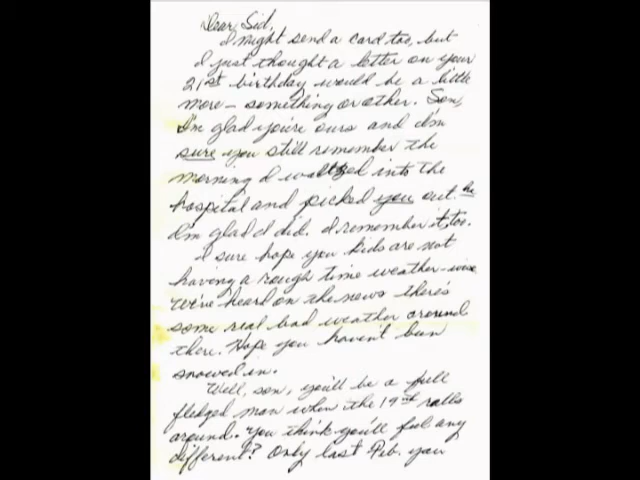 Dear Sid,
I might send a card too, but
I just thought a letter on your
21st birthday would be a little
more – something or other. Son,
I'm glad you're ours and I'm
sure you still remember the
morning I waltzed into the
hospital and picked you out. he
I'm glad I did. I remember it, too.
I sure hope you kids are not
having a rough time weather-wise
We've heard on the news there's
some real bad weather around
there. Hope you haven't been
snowed in.
Well, son, you'll be a full
fledged man when the 19th rolls
around. You think you'll feel any
different? Only last Feb. you